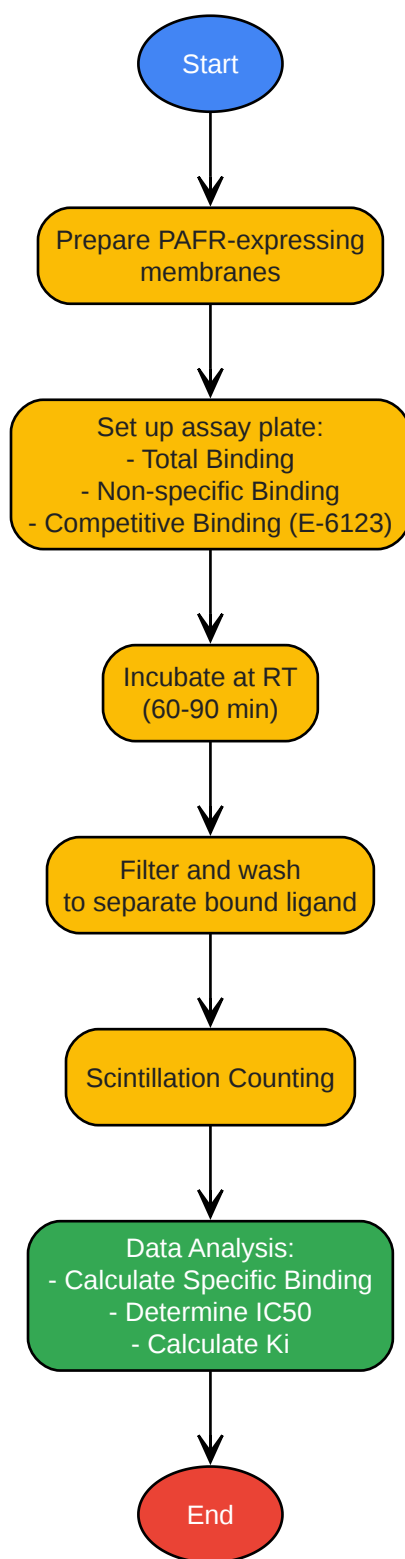 Start
Prepare PAFR-expressing
membranes
Set up assay plate:
- Total Binding
- Non-specific Binding
- Competitive Binding (E-6123)
Incubate at RT
(60-90 min)
Filter and wash
to separate bound ligand
Scintillation Counting
Data Analysis:
- Calculate Specific Binding
- Determine IC50
- Calculate Ki
End